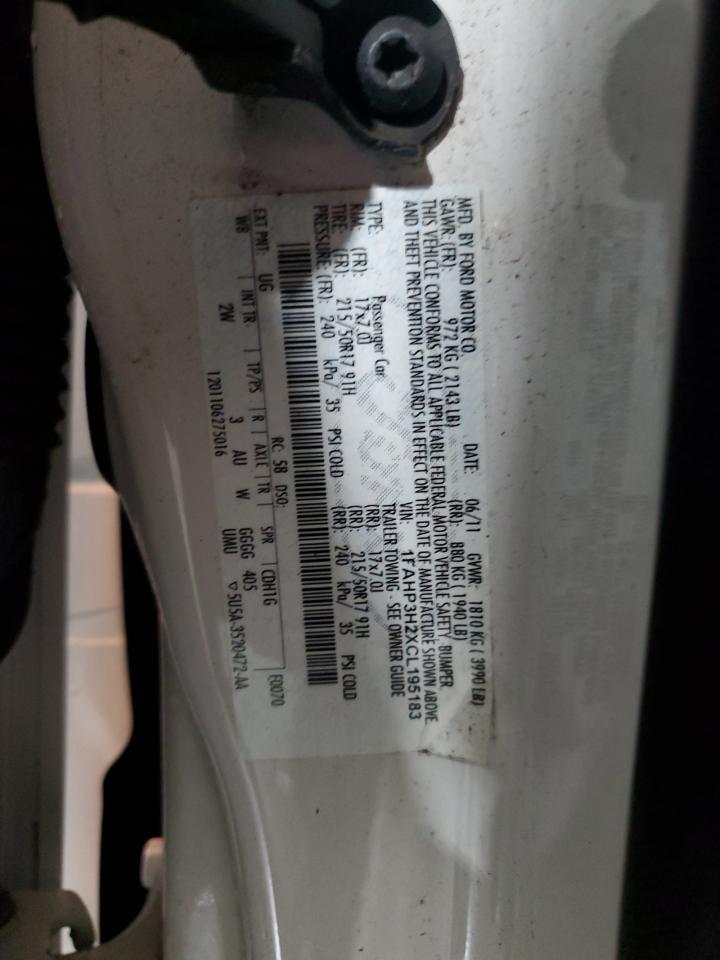 MFD. BY FORD MOTOR CO. DATE: 06/11 GVWR: 1810 KG ( 3990 LB)
GAWR: (FR): 972 KG ( 2143 LB) (RR): 880 KG ( 1940 LB)
THIS VEHICLE CONFORMS TO ALL APPLICABLE FEDERAL MOTOR VEHICLE SAFETY, BUMPER,
AND THEFT PREVENTION STANDARDS IN EFFECT ON THE DATE OF MANUFACTURE SHOWN ABOVE.
VIN: 1FAHP3H2XCL195183
TYPE: Passenger Car TRAILER TOWING - SEE OWNER GUIDE
RIM: (FR): 17x7.0J (RR): 17x7.0J
TIRE: (FR): 215/50R17 91H (RR): 215/50R17 91H
PRESSURE: (FR): 240 kPa/ 35 PSI COLD (RR): 240 kPa/ 35 PSI COLD
F0070
EXT PNT: UG RC: 58 DSO:
WB INT TR TP/PS R AXLE TR SPR CDH1G
2W 3 AU W GGGG 405
UMU
1201106275016 ▽ 5U5A-3520472-AA